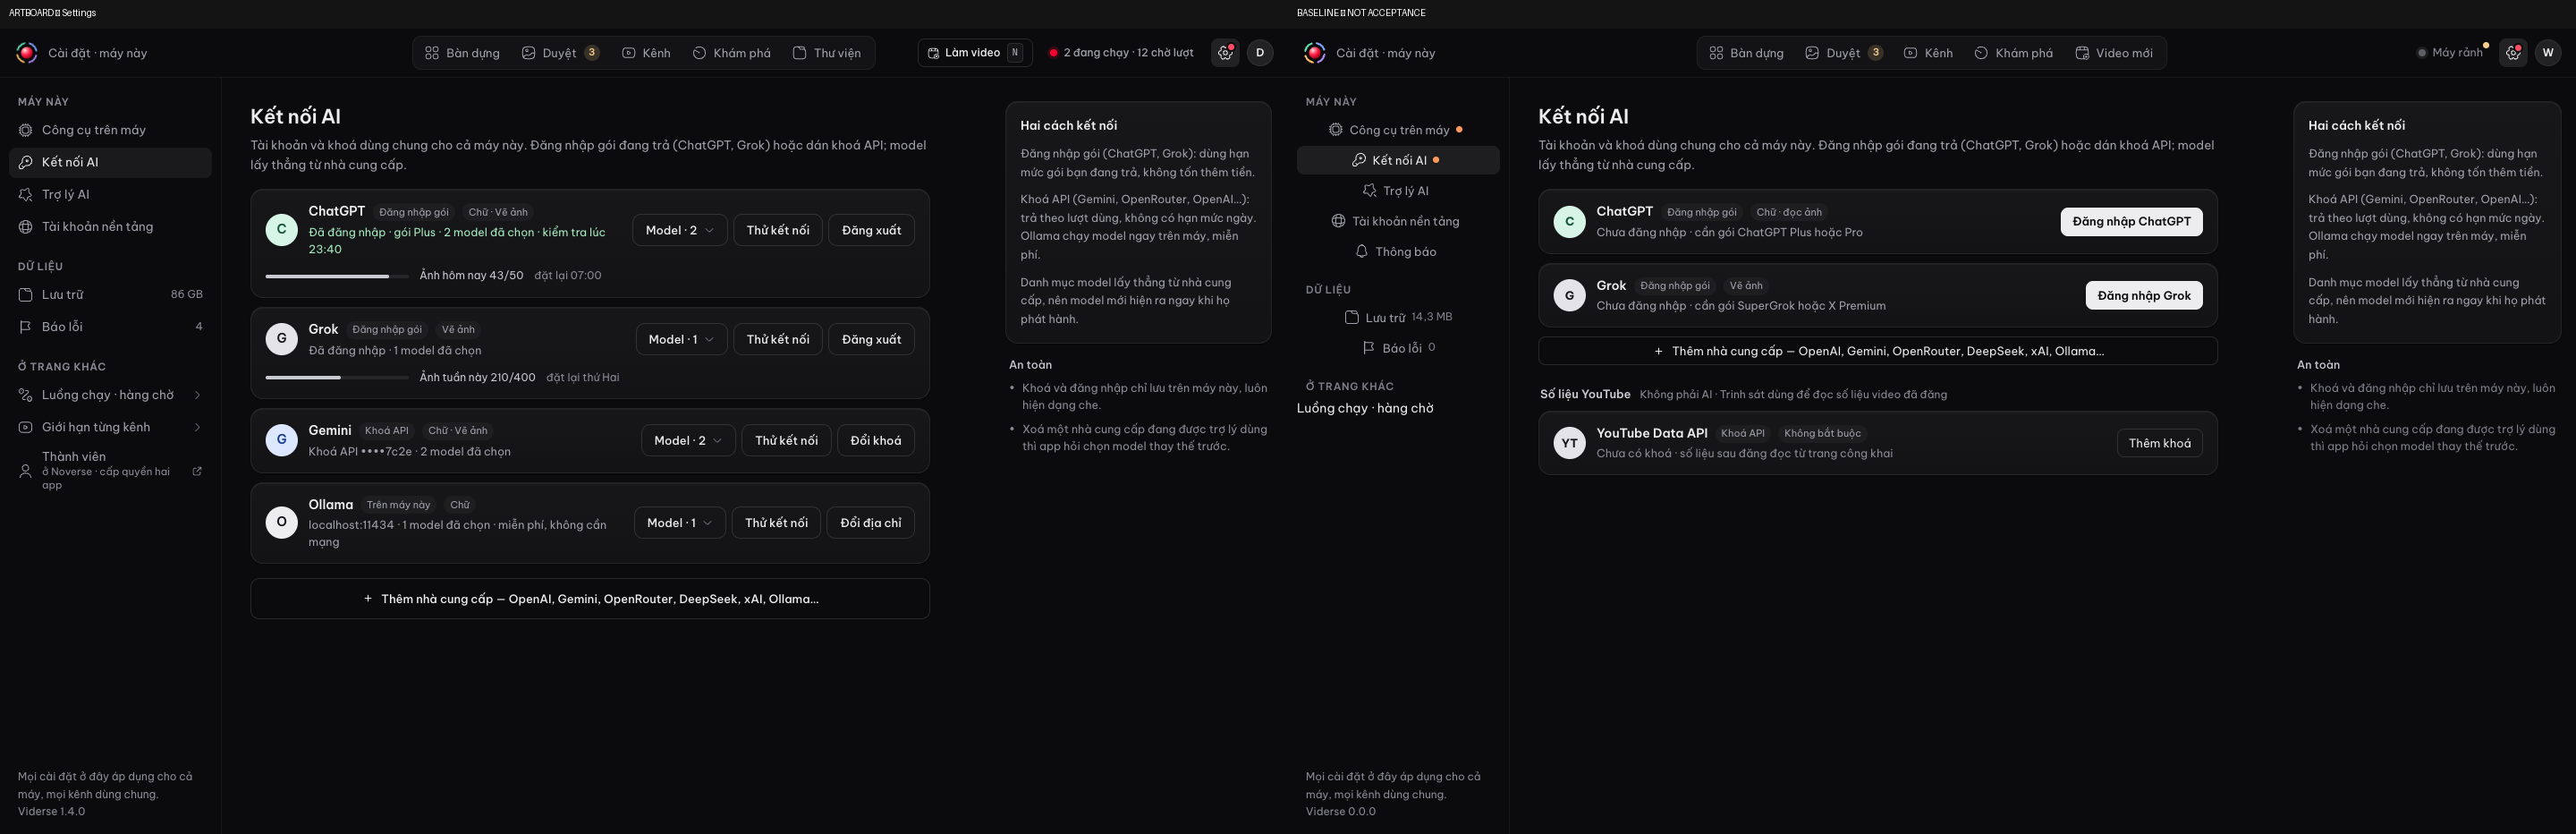 ARTBOARD Settings
Cài đặt · máy này
Bàn dựng
Duyệt 3
Kênh
Khám phá
Thư viện
Làm video N
2 đang chạy · 12 chờ lượt
D
MÁY NÀY
Công cụ trên máy
Kết nối AI
Trợ lý AI
Tài khoản nền tảng
DỮ LIỆU
Lưu trữ 86 GB
Báo lỗi 4
Ở TRANG KHÁC
Luồng chạy · hàng chờ
Giới hạn từng kênh
Thành viên
ở Noverse · cấp quyền hai
app
Mọi cài đặt ở đây áp dụng cho cả
máy, mọi kênh dùng chung.
Viderse 1.4.0
Kết nối AI
Tài khoản và khoá dùng chung cho cả máy này. Đăng nhập gói đang trả (ChatGPT, Grok) hoặc dán khoá API; model
lấy thẳng từ nhà cung cấp.
C
ChatGPT Đăng nhập gói Chữ · Vẽ ảnh
Đã đăng nhập · gói Plus · 2 model đã chọn · kiểm tra lúc
23:40
Model · 2 Thử kết nối Đăng xuất
Ảnh hôm nay 43/50 đặt lại 07:00
G
Grok Đăng nhập gói Vẽ ảnh
Đã đăng nhập · 1 model đã chọn
Model · 1 Thử kết nối Đăng xuất
Ảnh tuần này 210/400 đặt lại thứ Hai
G
Gemini Khoá API Chữ · Vẽ ảnh
Khoá API ••••7c2e · 2 model đã chọn
Model · 2 Thử kết nối Đổi khoá
O
Ollama Trên máy này Chữ
localhost:11434 · 1 model đã chọn · miễn phí, không cần
mạng
Model · 1 Thử kết nối Đổi địa chỉ
+ Thêm nhà cung cấp — OpenAI, Gemini, OpenRouter, DeepSeek, xAI, Ollama...
Hai cách kết nối
Đăng nhập gói (ChatGPT, Grok): dùng hạn
mức gói bạn đang trả, không tốn thêm tiền.
Khoá API (Gemini, OpenRouter, OpenAI...):
trả theo lượt dùng, không có hạn mức ngày.
Ollama chạy model ngay trên máy, miễn
phí.
Danh mục model lấy thẳng từ nhà cung
cấp, nên model mới hiện ra ngay khi họ
phát hành.
An toàn
• Khoá và đăng nhập chỉ lưu trên máy này, luôn
hiện dạng che.
• Xoá một nhà cung cấp đang được trợ lý dùng
thì app hỏi chọn model thay thế trước.
BASELINE NOT ACCEPTANCE
Cài đặt · máy này
Bàn dựng
Duyệt 3
Kênh
Khám phá
Video mới
Máy rảnh
W
MÁY NÀY
Công cụ trên máy
Kết nối AI
Trợ lý AI
Tài khoản nền tảng
Thông báo
DỮ LIỆU
Lưu trữ 14,3 MB
Báo lỗi 0
Ở TRANG KHÁC
Luồng chạy · hàng chờ
Mọi cài đặt ở đây áp dụng cho cả
máy, mọi kênh dùng chung.
Viderse 0.0.0
Kết nối AI
Tài khoản và khoá dùng chung cho cả máy này. Đăng nhập gói đang trả (ChatGPT, Grok) hoặc dán khoá API; model
lấy thẳng từ nhà cung cấp.
C
ChatGPT Đăng nhập gói Chữ · đọc ảnh
Chưa đăng nhập · cần gói ChatGPT Plus hoặc Pro
Đăng nhập ChatGPT
G
Grok Đăng nhập gói Vẽ ảnh
Chưa đăng nhập · cần gói SuperGrok hoặc X Premium
Đăng nhập Grok
+ Thêm nhà cung cấp — OpenAI, Gemini, OpenRouter, DeepSeek, xAI, Ollama...
Số liệu YouTube Không phải AI · Trinh sát dùng để đọc số liệu video đã đăng
YT
YouTube Data API Khoá API Không bắt buộc
Chưa có khoá · số liệu sau đăng đọc từ trang công khai
Thêm khoá
Hai cách kết nối
Đăng nhập gói (ChatGPT, Grok): dùng hạn
mức gói bạn đang trả, không tốn thêm tiền.
Khoá API (Gemini, OpenRouter, OpenAI...):
trả theo lượt dùng, không có hạn mức ngày.
Ollama chạy model ngay trên máy, miễn
phí.
Danh mục model lấy thẳng từ nhà cung
cấp, nên model mới hiện ra ngay khi họ phát
hành.
An toàn
• Khoá và đăng nhập chỉ lưu trên máy này, luôn
hiện dạng che.
• Xoá một nhà cung cấp đang được trợ lý dùng
thì app hỏi chọn model thay thế trước.